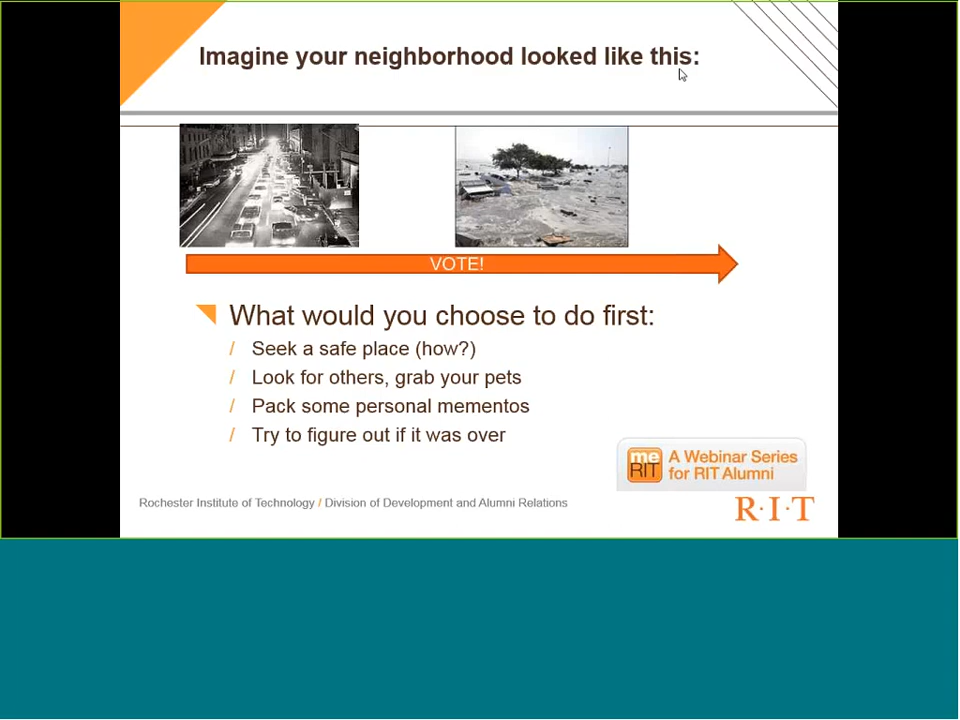 Imagine your neighborhood looked like this:
VOTE!
What would you choose to do first:
/ Seek a safe place (how?)
/ Look for others, grab your pets
/ Pack some personal mementos
/ Try to figure out if it was over
me
RIT
A Webinar Series
for RIT Alumni
Rochester Institute of Technology / Division of Development and Alumni Relations
R·I·T